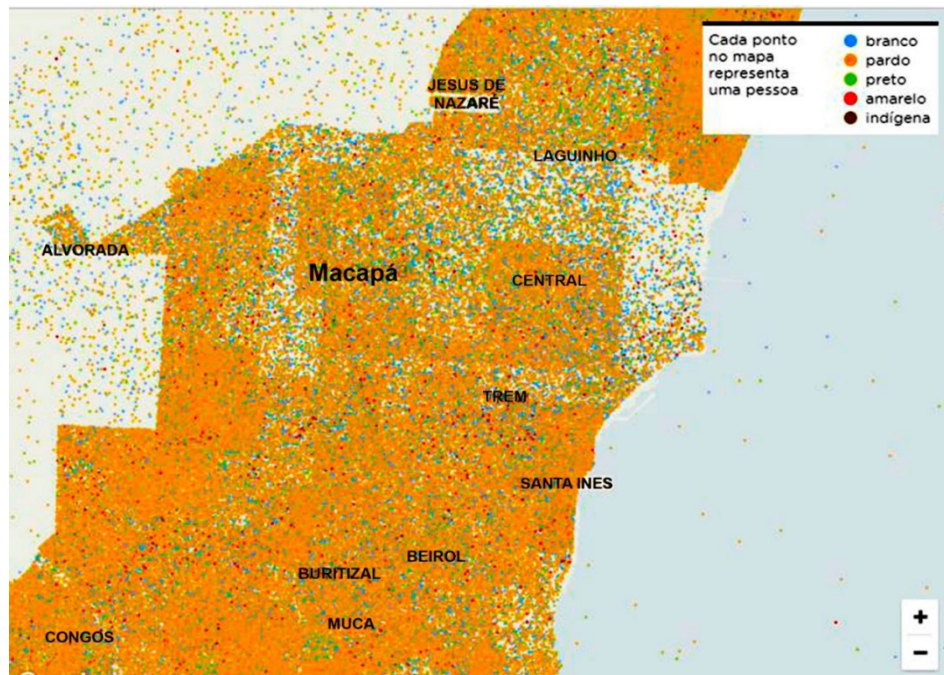 Cada ponto
no mapa
representa
uma pessoa
branco
pardo
preto
amarelo
indígena
JESUS DE
NAZARÉ
LAGUINHO
ALVORADA
Macapá
CENTRAL
TREM
SANTA INES
BEIROL
BURITIZAL
MUCA
CONGÓS
+
−